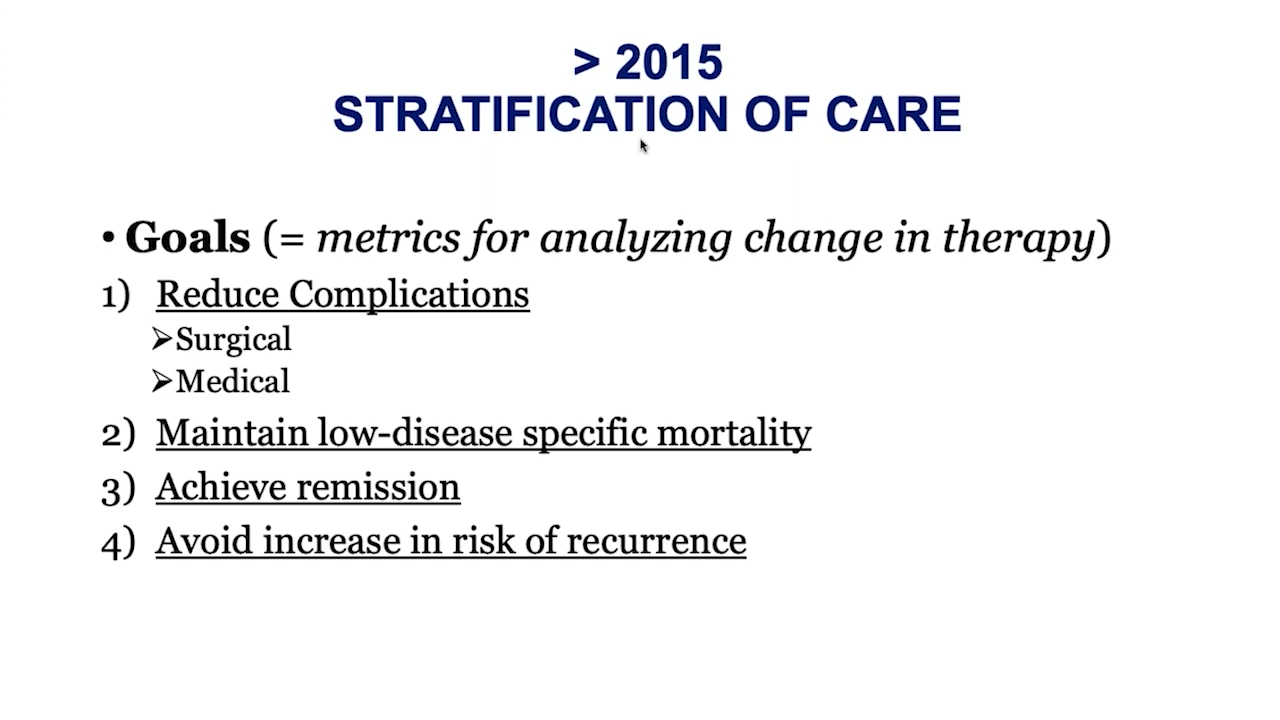 > 2015
STRATIFICATION OF CARE
• Goals (= metrics for analyzing change in therapy)
1) Reduce Complications
➢Surgical
➢Medical
2) Maintain low-disease specific mortality
3) Achieve remission
4) Avoid increase in risk of recurrence